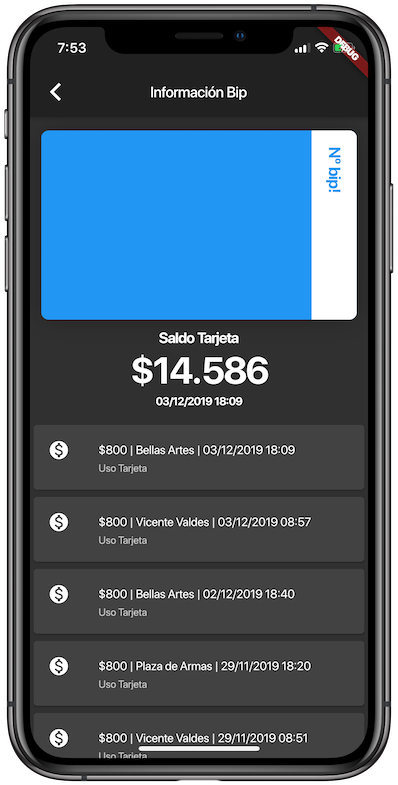 7:53
DEBUG
Información Bip
Nº bip!
Saldo Tarjeta
$14.586
03/12/2019 18:09
$800 | Bellas Artes | 03/12/2019 18:09
Uso Tarjeta
$800 | Vicente Valdes | 03/12/2019 08:57
Uso Tarjeta
$800 | Bellas Artes | 02/12/2019 18:40
Uso Tarjeta
$800 | Plaza de Armas | 29/11/2019 18:20
Uso Tarjeta
$800 | Vicente Valdes | 29/11/2019 08:51
Uso Tarjeta